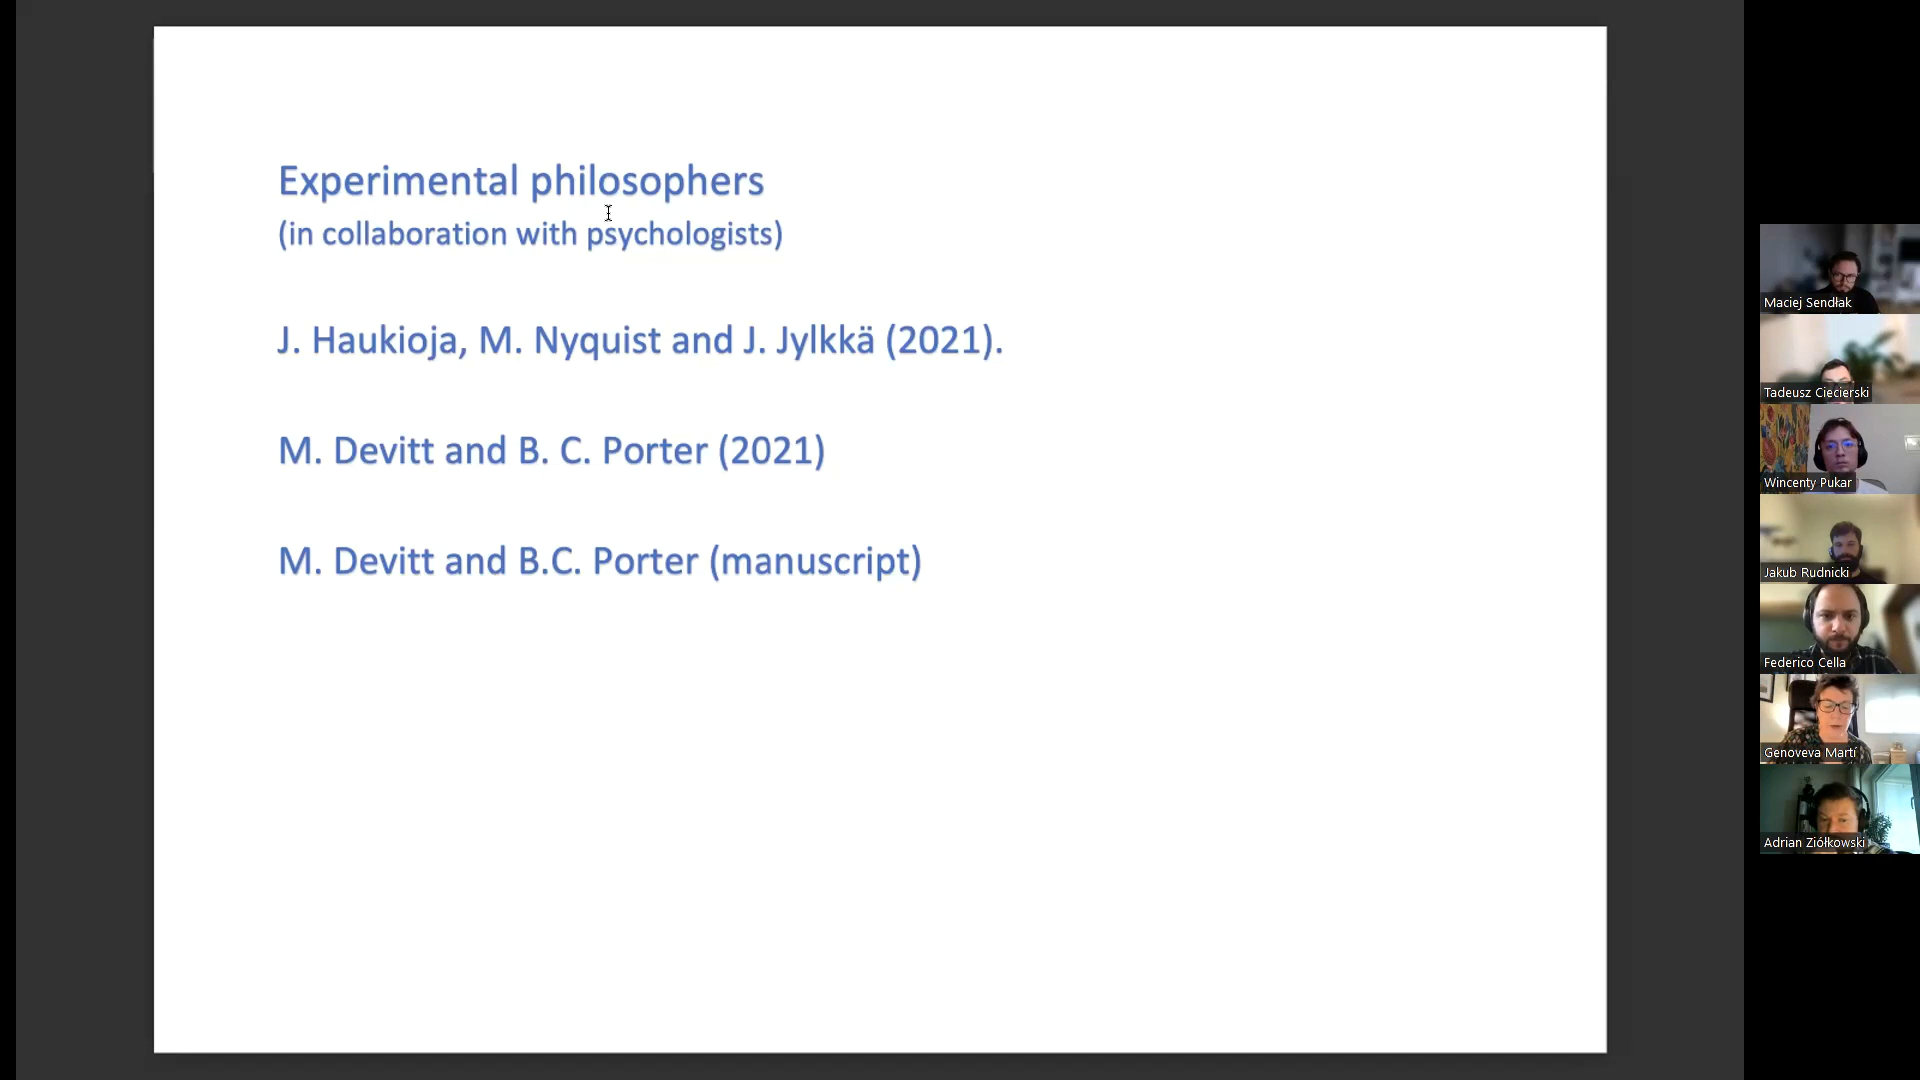 Experimental philosophers
(in collaboration with psychologists)
J. Haukioja, M. Nyquist and J. Jylkkä (2021).
M. Devitt and B. C. Porter (2021)
M. Devitt and B.C. Porter (manuscript)
Maciej Sendłak
Tadeusz Ciecierski
Wincenty Pukar
Jakub Rudnicki
Federico Cella
Genoveva Martí
Adrian Ziółkowski